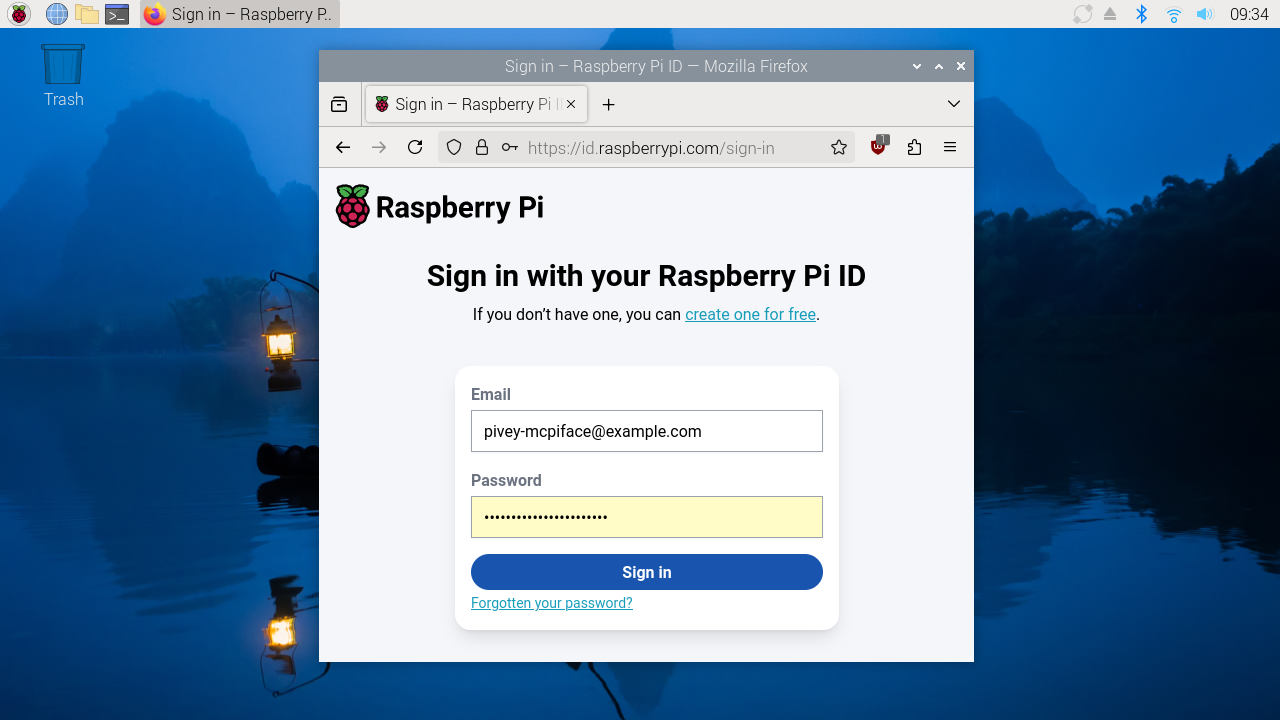 Sign in – Raspberry P..
09:34
Trash
Sign in – Raspberry Pi ID — Mozilla Firefox
Sign in – Raspberry Pi I
https://id.raspberrypi.com/sign-in
1
Raspberry Pi
Sign in with your Raspberry Pi ID
If you don’t have one, you can create one for free.
Email
pivey-mcpiface@example.com
Password
•••••••••••••••••••••••
Sign in
Forgotten your password?